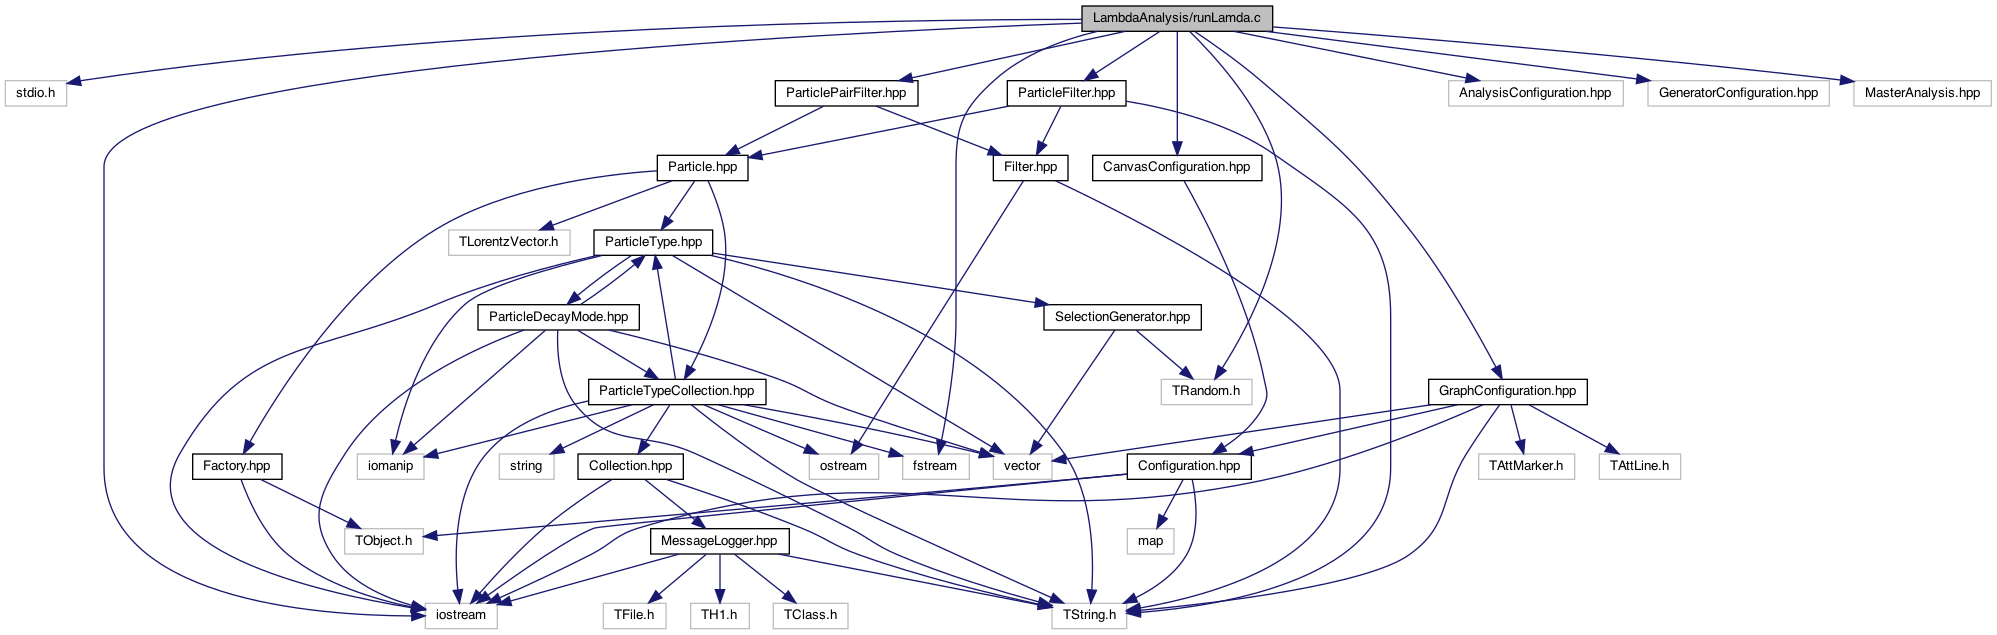 LambdaAnalysis/runLamda.c
stdio.h
ParticlePairFilter.hpp
ParticleFilter.hpp
AnalysisConfiguration.hpp
GeneratorConfiguration.hpp
MasterAnalysis.hpp
Particle.hpp
Filter.hpp
CanvasConfiguration.hpp
TLorentzVector.h
ParticleType.hpp
ParticleDecayMode.hpp
SelectionGenerator.hpp
ParticleTypeCollection.hpp
TRandom.h
GraphConfiguration.hpp
Factory.hpp
iomanip
string
Collection.hpp
ostream
fstream
vector
Configuration.hpp
TAttMarker.h
TAttLine.h
TObject.h
MessageLogger.hpp
map
iostream
TFile.h
TH1.h
TClass.h
TString.h